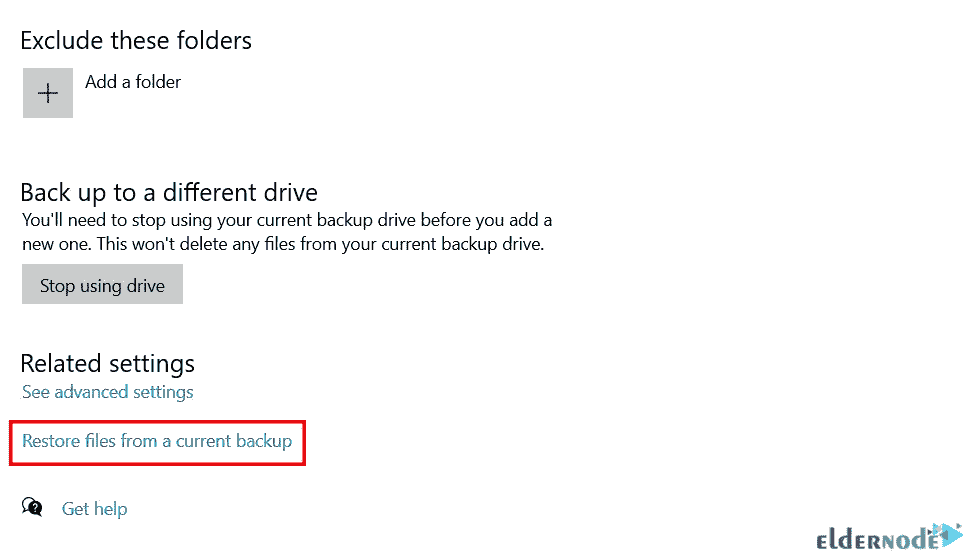 Exclude these folders
Add a folder
Back up to a different drive
You'll need to stop using your current backup drive before you add a
new one. This won't delete any files from your current backup drive.
Stop using drive
Related settings
See advanced settings
Restore files from a current backup
Get help
eldernode